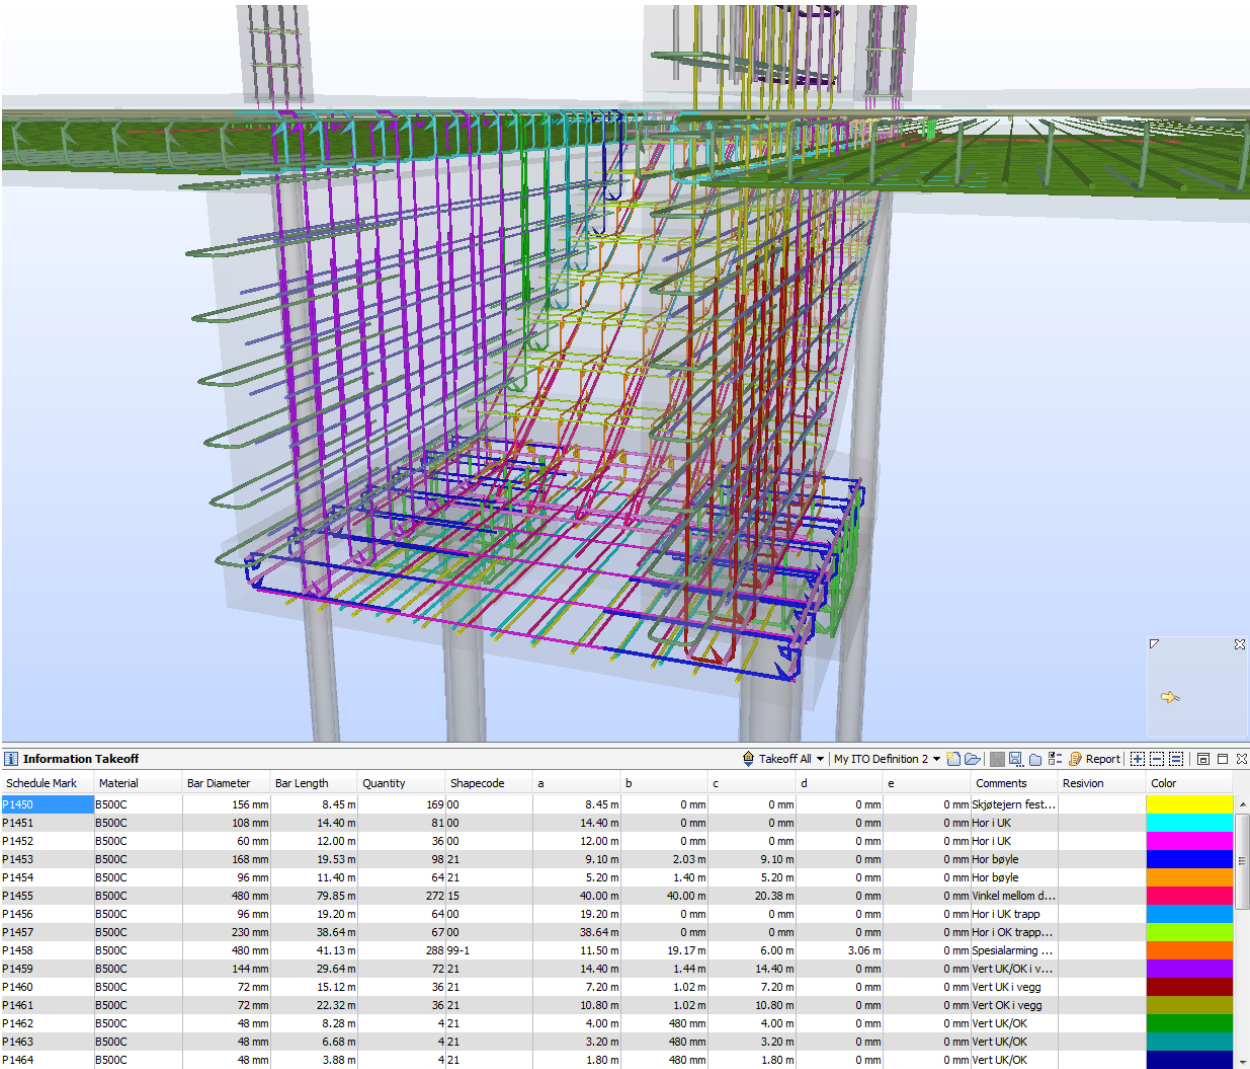 Information Takeoff Takeoff All My ITO Definition 2 Report
Schedule Mark Material Bar Diameter Bar Length Quantity Shapecode a b c d e Comments Resivion Color
P1450 B500C 156 mm 8.45 m 169 00 8.45 m 0 mm 0 mm 0 mm 0 mm Skjøtejern fest...
P1451 B500C 108 mm 14.40 m 81 00 14.40 m 0 mm 0 mm 0 mm 0 mm Hor i UK
P1452 B500C 60 mm 12.00 m 36 00 12.00 m 0 mm 0 mm 0 mm 0 mm Hor i UK
P1453 B500C 168 mm 19.53 m 98 21 9.10 m 2.03 m 9.10 m 0 mm 0 mm Hor bøyle
P1454 B500C 96 mm 11.40 m 64 21 5.20 m 1.40 m 5.20 m 0 mm 0 mm Hor bøyle
P1455 B500C 480 mm 79.85 m 272 15 40.00 m 40.00 m 20.38 m 0 mm 0 mm Vinkel mellom d...
P1456 B500C 96 mm 19.20 m 64 00 19.20 m 0 mm 0 mm 0 mm 0 mm Hor i UK trapp
P1457 B500C 230 mm 38.64 m 67 00 38.64 m 0 mm 0 mm 0 mm 0 mm Hor i OK trapp...
P1458 B500C 480 mm 41.13 m 288 99-1 11.50 m 19.17 m 6.00 m 3.06 m 0 mm Spesialarming ...
P1459 B500C 144 mm 29.64 m 72 21 14.40 m 1.44 m 14.40 m 0 mm 0 mm Vert UK/OK i v...
P1460 B500C 72 mm 15.12 m 36 21 7.20 m 1.02 m 7.20 m 0 mm 0 mm Vert UK i vegg
P1461 B500C 72 mm 22.32 m 36 21 10.80 m 1.02 m 10.80 m 0 mm 0 mm Vert OK i vegg
P1462 B500C 48 mm 8.28 m 4 21 4.00 m 480 mm 4.00 m 0 mm 0 mm Vert UK/OK
P1463 B500C 48 mm 6.68 m 4 21 3.20 m 480 mm 3.20 m 0 mm 0 mm Vert UK/OK
P1464 B500C 48 mm 3.88 m 4 21 1.80 m 480 mm 1.80 m 0 mm 0 mm Vert UK/OK